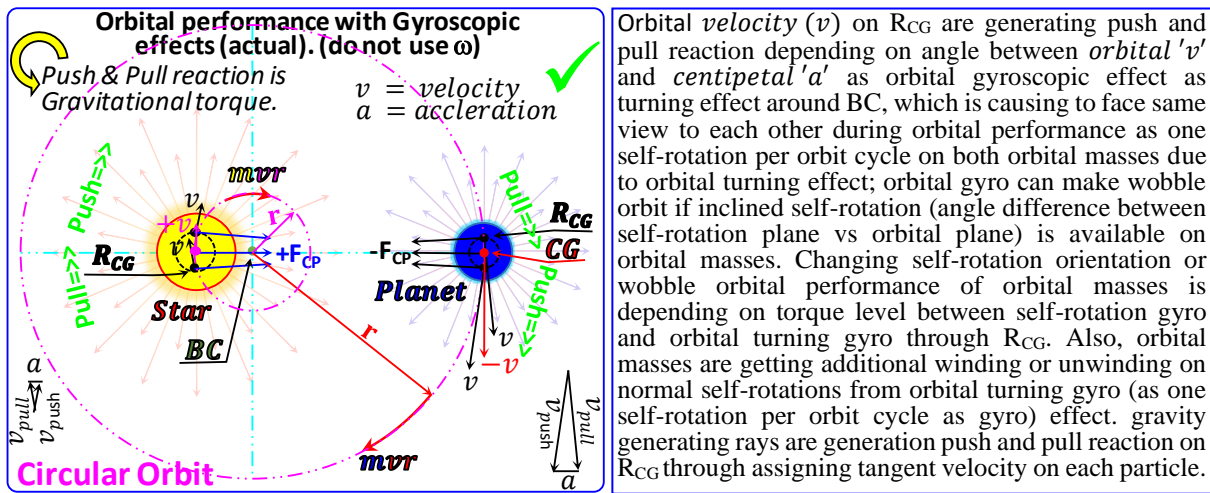 Orbital performance with Gyroscopic
effects (actual). (do not use ω)
Push & Pull reaction is
Gravitational torque.
v = velocity
a = accleration
Push=>>
Pull=>>
mvr
r
v
+v
v
R_CG
+F_CP
Star
BC
r
mvr
Pull=>>
Push=>>
R_CG
-F_CP
CG
Planet
v
-v
v
a
v_pull
v_push
v_push
v_pull
a
Circular Orbit
Orbital velocity (v) on R_CG are generating push and
pull reaction depending on angle between orbital 'v'
and centipetal 'a' as orbital gyroscopic effect as
turning effect around BC, which is causing to face same
view to each other during orbital performance as one
self-rotation per orbit cycle on both orbital masses due
to orbital turning effect; orbital gyro can make wobble
orbit if inclined self-rotation (angle difference between
self-rotation plane vs orbital plane) is available on
orbital masses. Changing self-rotation orientation or
wobble orbital performance of orbital masses is
depending on torque level between self-rotation gyro
and orbital turning gyro through R_CG. Also, orbital
masses are getting additional winding or unwinding on
normal self-rotations from orbital turning gyro (as one
self-rotation per orbit cycle as gyro) effect. gravity
generating rays are generation push and pull reaction on
R_CG through assigning tangent velocity on each particle.